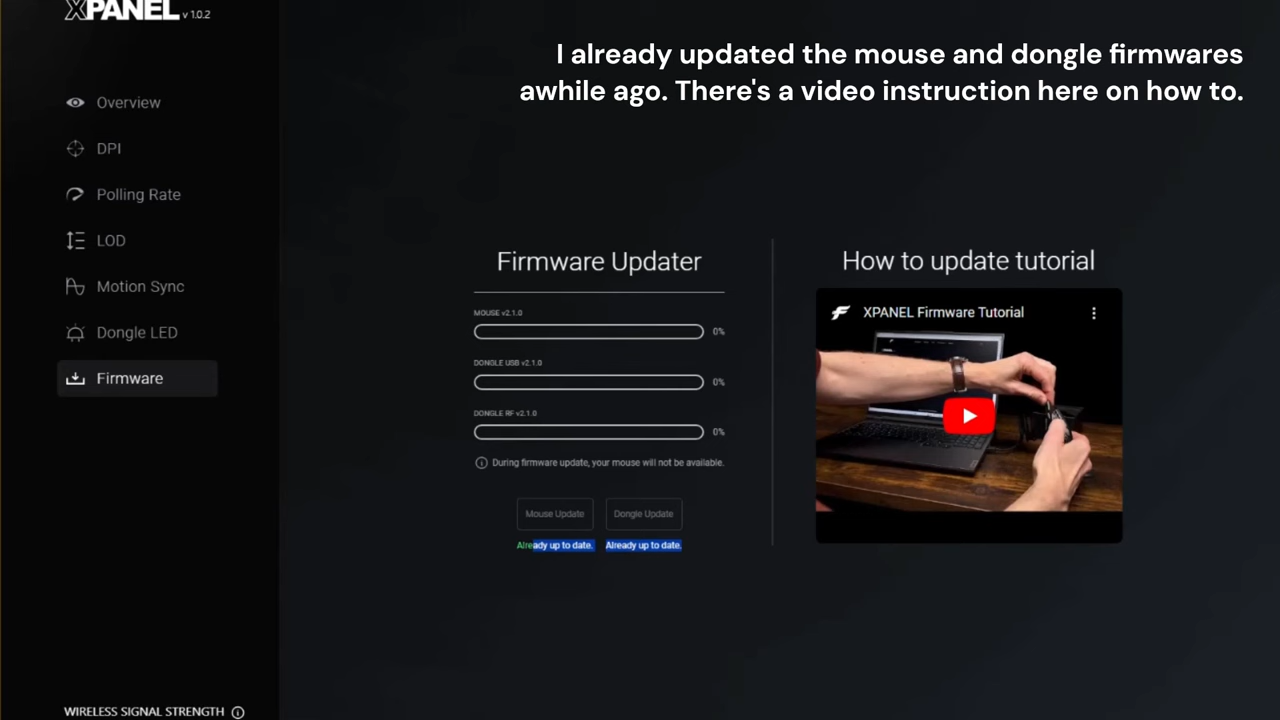 XPANEL v 1.0.2
I already updated the mouse and dongle firmwares
awhile ago. There's a video instruction here on how to.
Overview
DPI
Polling Rate
LOD
Motion Sync
Dongle LED
Firmware
Firmware Updater
MOUSE v2.1.0
0%
DONGLE USB v2.1.0
0%
DONGLE RF v2.1.0
0%
During firmware update, your mouse will not be available.
Mouse Update
Dongle Update
Already up to date.
Already up to date.
How to update tutorial
XPANEL Firmware Tutorial
WIRELESS SIGNAL STRENGTH